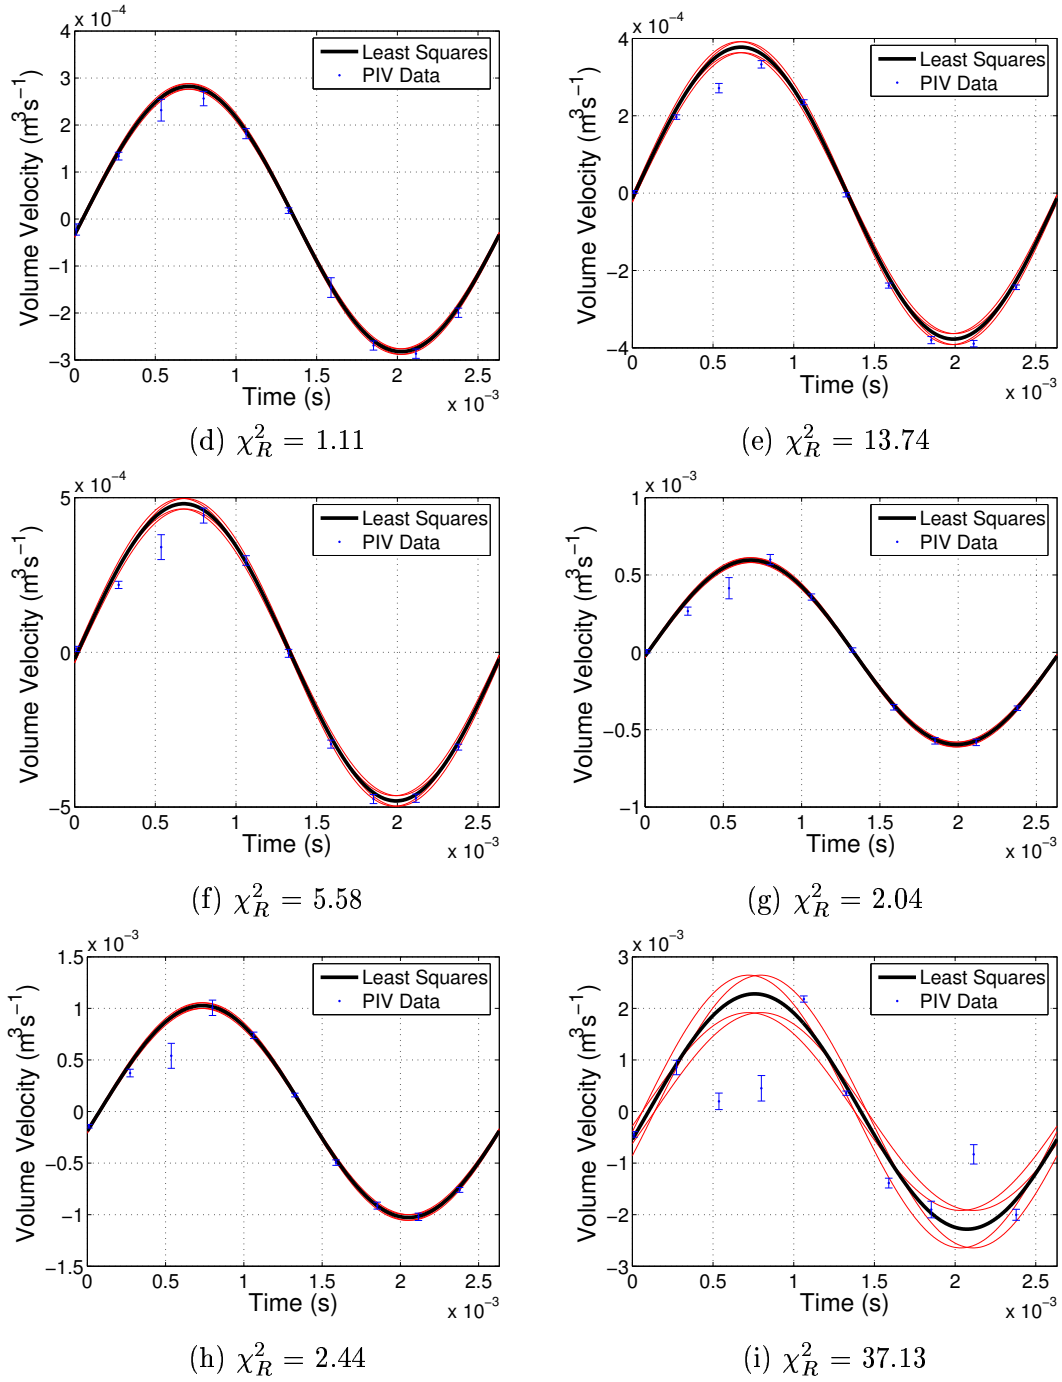 x 10⁻⁴
4
3
2
1
0
−1
−2
−3
Volume Velocity (m³s⁻¹)
Least Squares
PIV Data
0 0.5 1 1.5 2 2.5
Time (s)
x 10⁻³
(d) χ²_R = 1.11
x 10⁻⁴
4
2
0
−2
−4
Volume Velocity (m³s⁻¹)
Least Squares
PIV Data
0 0.5 1 1.5 2 2.5
Time (s)
x 10⁻³
(e) χ²_R = 13.74
x 10⁻⁴
5
0
−5
Volume Velocity (m³s⁻¹)
Least Squares
PIV Data
0 0.5 1 1.5 2 2.5
Time (s)
x 10⁻³
(f) χ²_R = 5.58
x 10⁻³
1
0.5
0
−0.5
−1
Volume Velocity (m³s⁻¹)
Least Squares
PIV Data
0 0.5 1 1.5 2 2.5
Time (s)
x 10⁻³
(g) χ²_R = 2.04
x 10⁻³
1.5
1
0.5
0
−0.5
−1
−1.5
Volume Velocity (m³s⁻¹)
Least Squares
PIV Data
0 0.5 1 1.5 2 2.5
Time (s)
x 10⁻³
(h) χ²_R = 2.44
x 10⁻³
3
2
1
0
−1
−2
−3
Volume Velocity (m³s⁻¹)
Least Squares
PIV Data
0 0.5 1 1.5 2 2.5
Time (s)
x 10⁻³
(i) χ²_R = 37.13